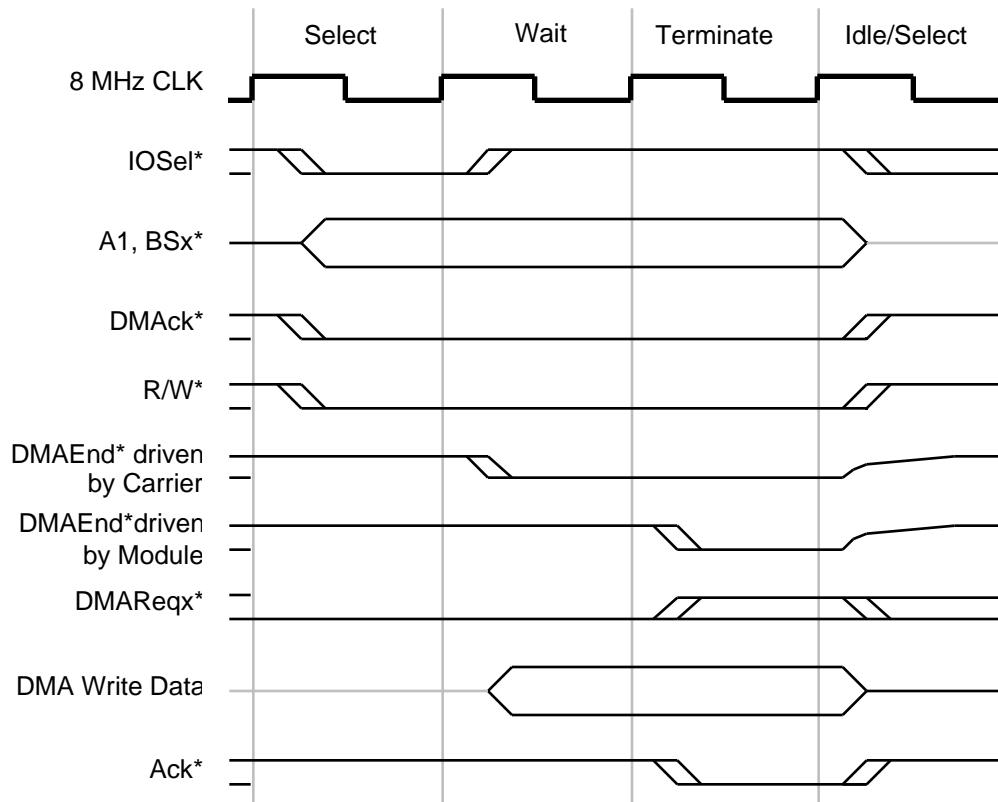 Select Wait Terminate Idle/Select
8 MHz CLK
IOSel*
A1, BSx*
DMAck*
R/W*
DMAEnd* driven
by Carrier
DMAEnd*driven
by Module
DMAReqx*
DMA Write Data
Ack*